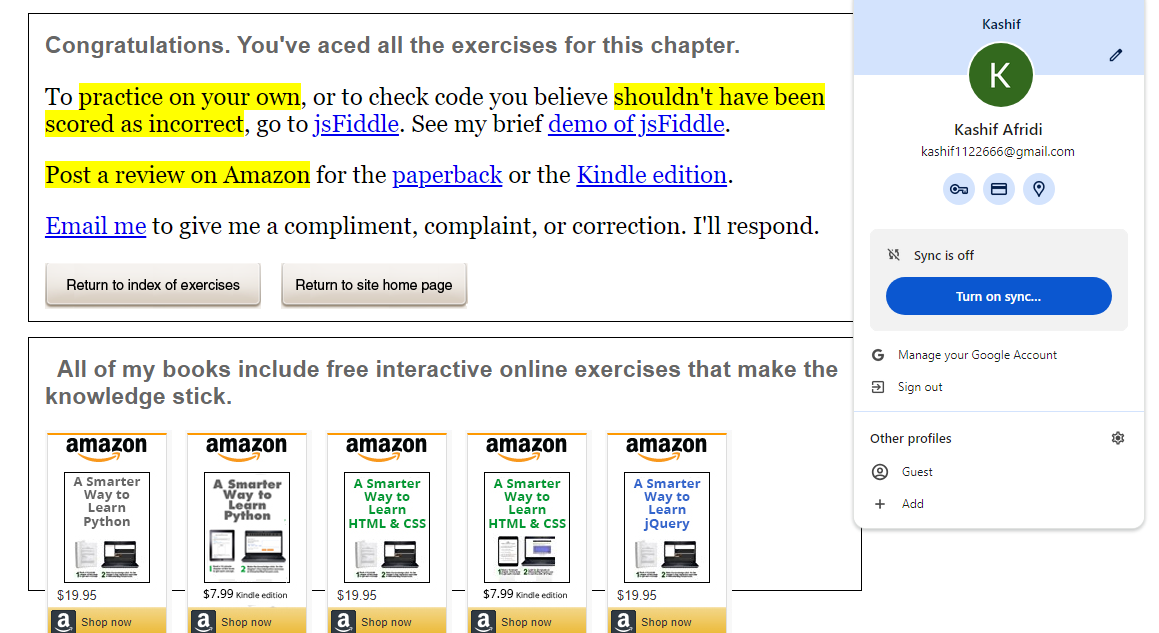 Congratulations. You've aced all the exercises for this chapter.
To practice on your own, or to check code you believe shouldn't have been
scored as incorrect, go to jsFiddle. See my brief demo of jsFiddle.
Post a review on Amazon for the paperback or the Kindle edition.
Email me to give me a compliment, complaint, or correction. I'll respond.
Return to index of exercises
Return to site home page
All of my books include free interactive online exercises that make the
knowledge stick.
amazon
A Smarter
Way to
Learn
Python
$19.95
a Shop now
amazon
A Smarter
Way to
Learn
Python
$7.99 Kindle edition
a Shop now
amazon
A Smarter
Way to
Learn
HTML & CSS
$19.95
a Shop now
amazon
A Smarter
Way to
Learn
HTML & CSS
$7.99 Kindle edition
a Shop now
amazon
A Smarter
Way to
Learn
jQuery
$19.95
a Shop now
Kashif
K
Kashif Afridi
kashif1122666@gmail.com
Sync is off
Turn on sync...
G Manage your Google Account
Sign out
Other profiles
Guest
Add